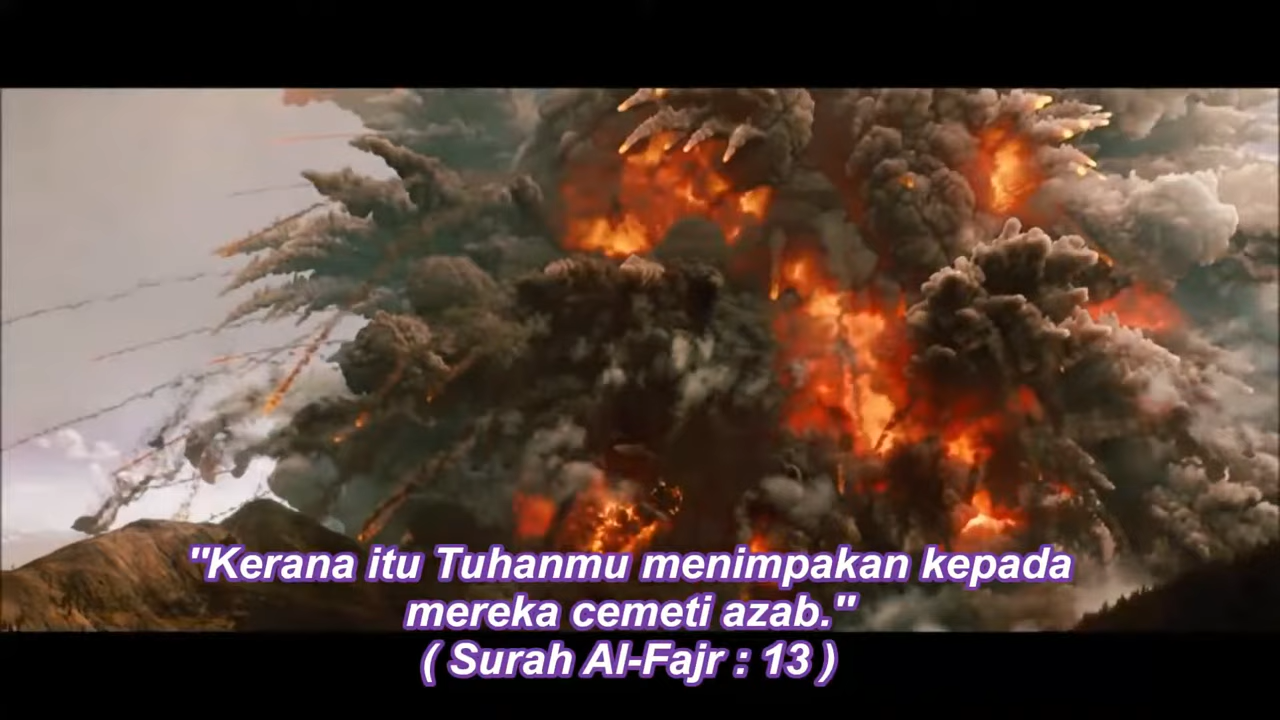 "Kerana itu Tuhanmu menimpakan kepada
mereka cemeti azab."
( Surah Al-Fajr : 13 )